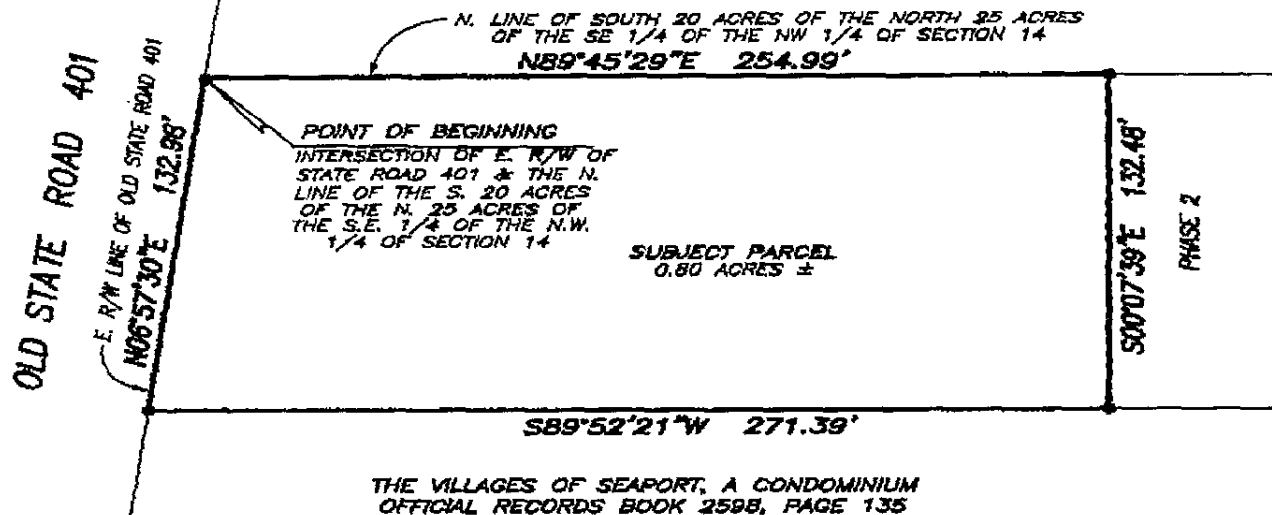 N. LINE OF SOUTH 20 ACRES OF THE NORTH 25 ACRES
OF THE SE 1/4 OF THE NW 1/4 OF SECTION 14
N89°45'29"E 254.99'
OLD STATE ROAD 401
E. R/W LINE OF OLD STATE ROAD 401
N06°57'30"E 132.98'
POINT OF BEGINNING
INTERSECTION OF E. R/W OF
STATE ROAD 401 & THE N.
LINE OF THE S. 20 ACRES
OF THE N. 25 ACRES OF
THE S.E. 1/4 OF THE N.W.
1/4 OF SECTION 14
SUBJECT PARCEL
0.80 ACRES ±
S00°07'39"E 132.48'
PHASE 2
S89°52'21"W 271.39'
THE VILLAGES OF SEAPORT, A CONDOMINIUM
OFFICIAL RECORDS BOOK 2598, PAGE 135